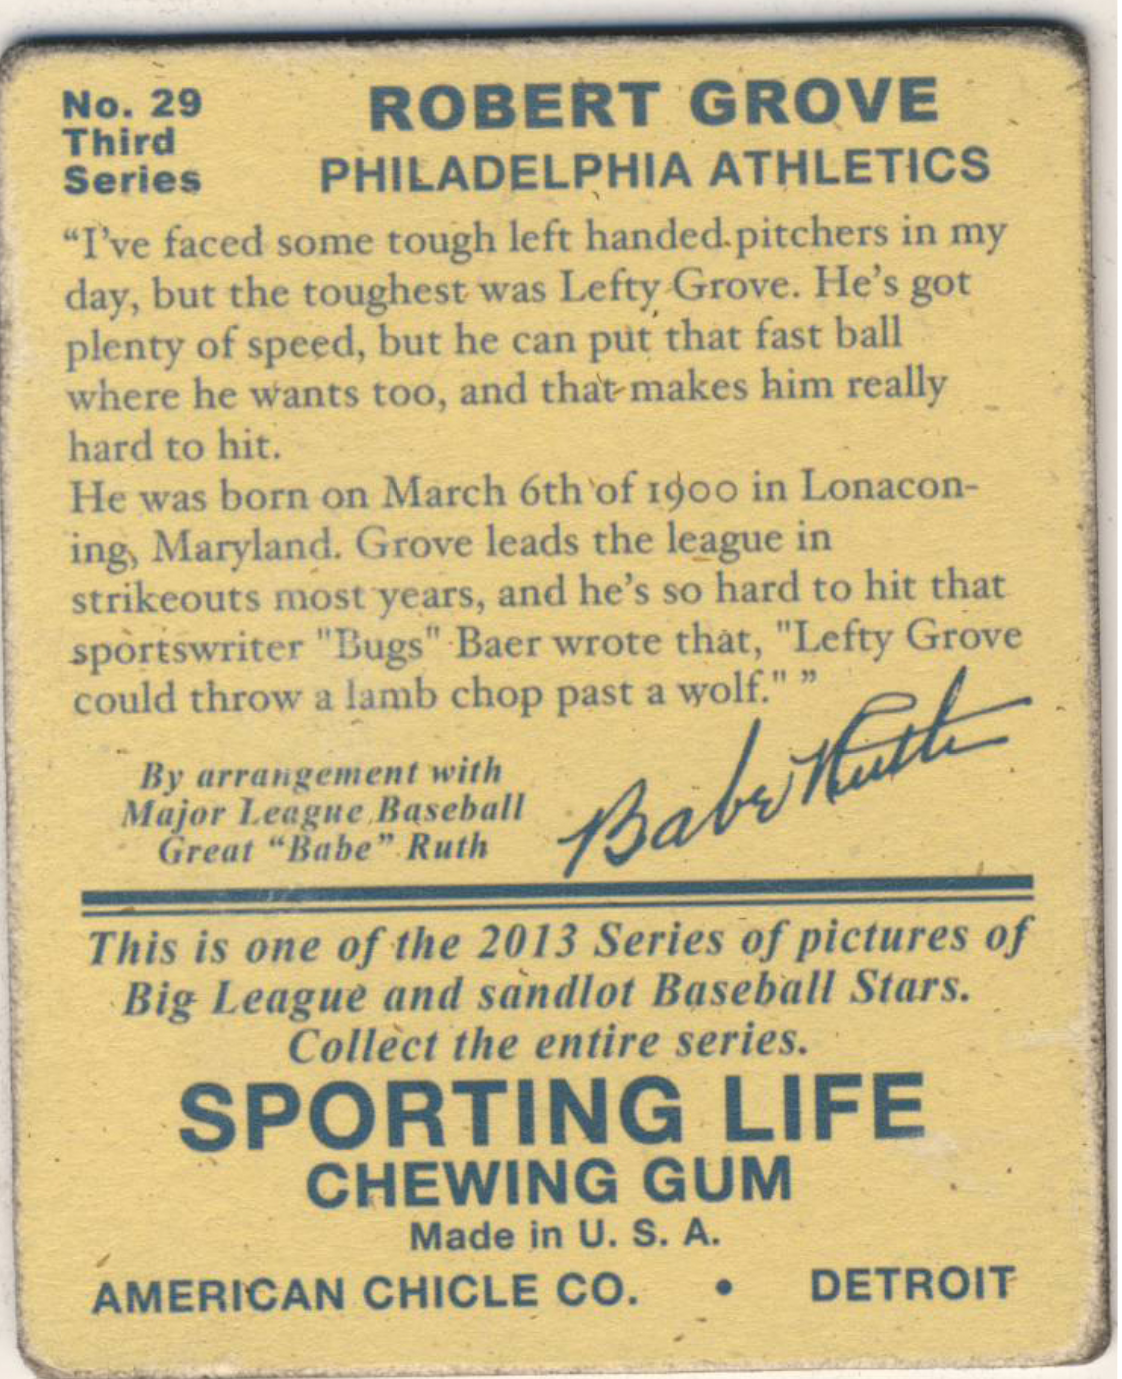 No. 29
Third
Series
ROBERT GROVE
PHILADELPHIA ATHLETICS
“I’ve faced some tough left handed pitchers in my
day, but the toughest was Lefty Grove. He’s got
plenty of speed, but he can put that fast ball
where he wants too, and that makes him really
hard to hit.
He was born on March 6th of 1900 in Lonacon-
ing, Maryland. Grove leads the league in
strikeouts most years, and he’s so hard to hit that
sportswriter "Bugs" Baer wrote that, "Lefty Grove
could throw a lamb chop past a wolf." ”
By arrangement with
Major League Baseball
Great “Babe” Ruth
Babe Ruth
This is one of the 2013 Series of pictures of
Big League and sandlot Baseball Stars.
Collect the entire series.
SPORTING LIFE
CHEWING GUM
Made in U. S. A.
AMERICAN CHICLE CO. • DETROIT